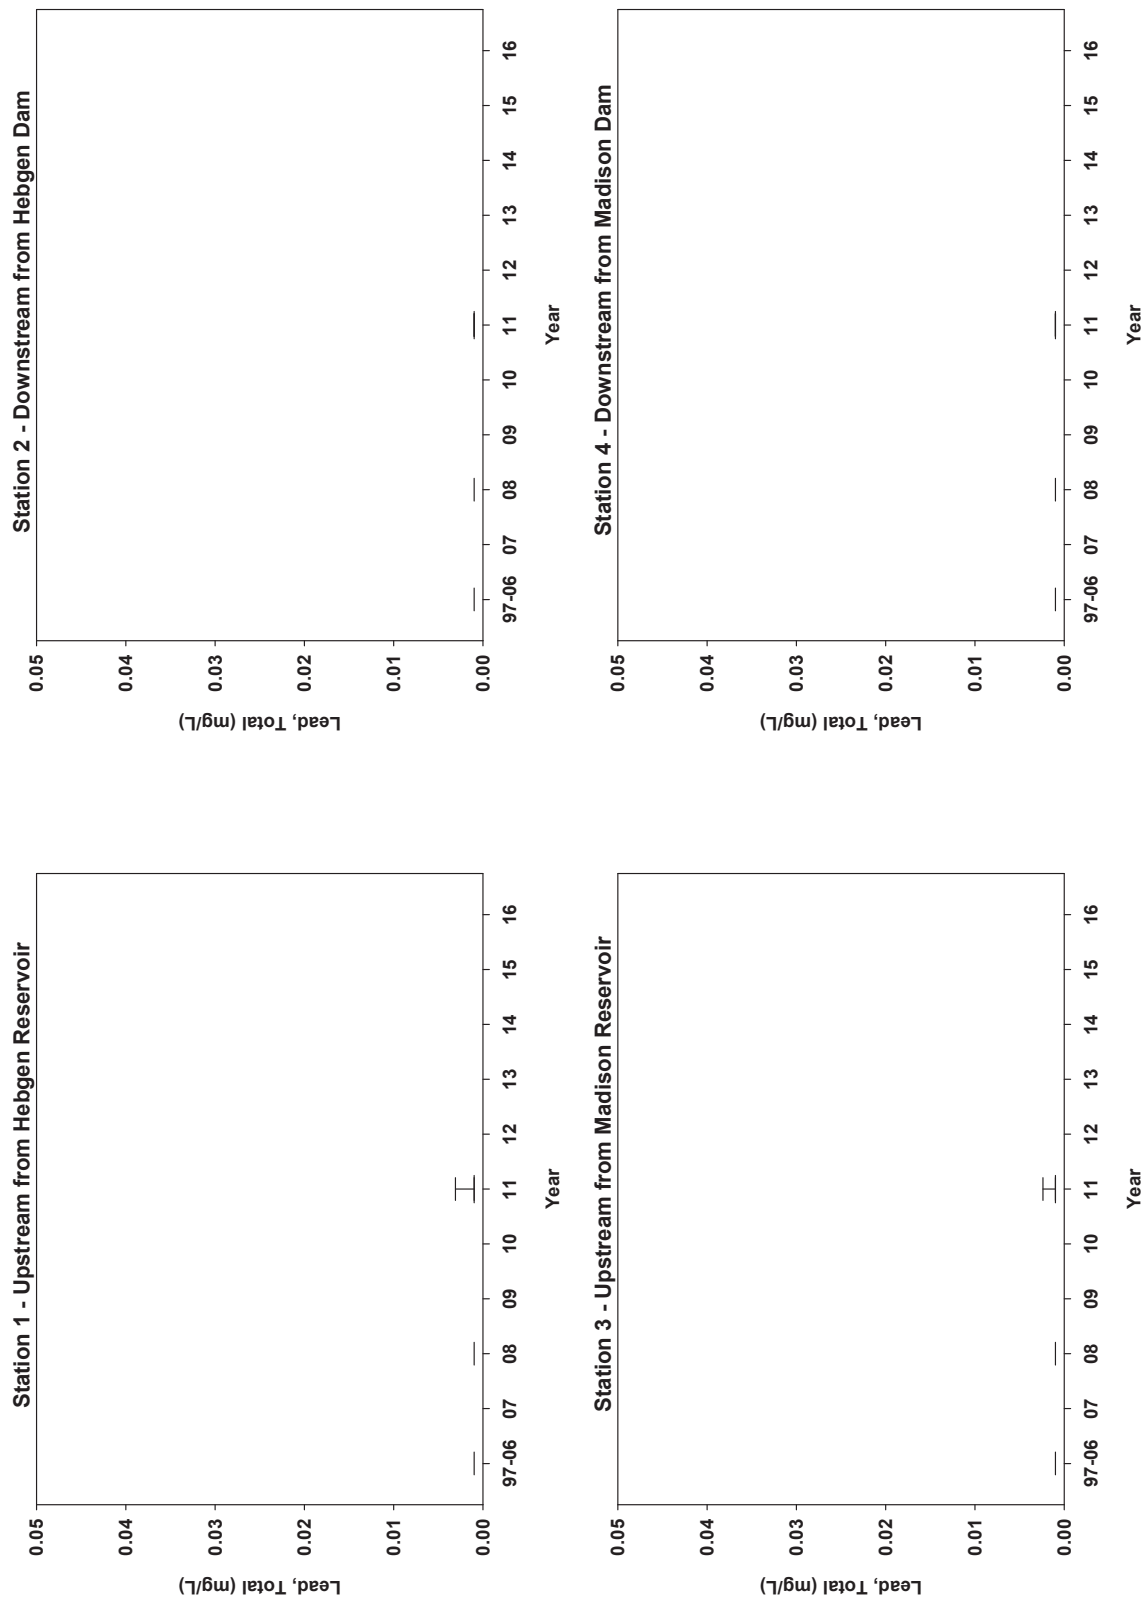 Station 1 - Upstream from Hebgen Reservoir
Lead, Total (mg/L)
0.05
0.04
0.03
0.02
0.01
0.00
97-06 07 08 09 10 11 12 13 14 15 16
Year
Station 2 - Downstream from Hebgen Dam
Lead, Total (mg/L)
0.05
0.04
0.03
0.02
0.01
0.00
97-06 07 08 09 10 11 12 13 14 15 16
Year
Station 3 - Upstream from Madison Reservoir
Lead, Total (mg/L)
0.05
0.04
0.03
0.02
0.01
0.00
97-06 07 08 09 10 11 12 13 14 15 16
Year
Station 4 - Downstream from Madison Dam
Lead, Total (mg/L)
0.05
0.04
0.03
0.02
0.01
0.00
97-06 07 08 09 10 11 12 13 14 15 16
Year